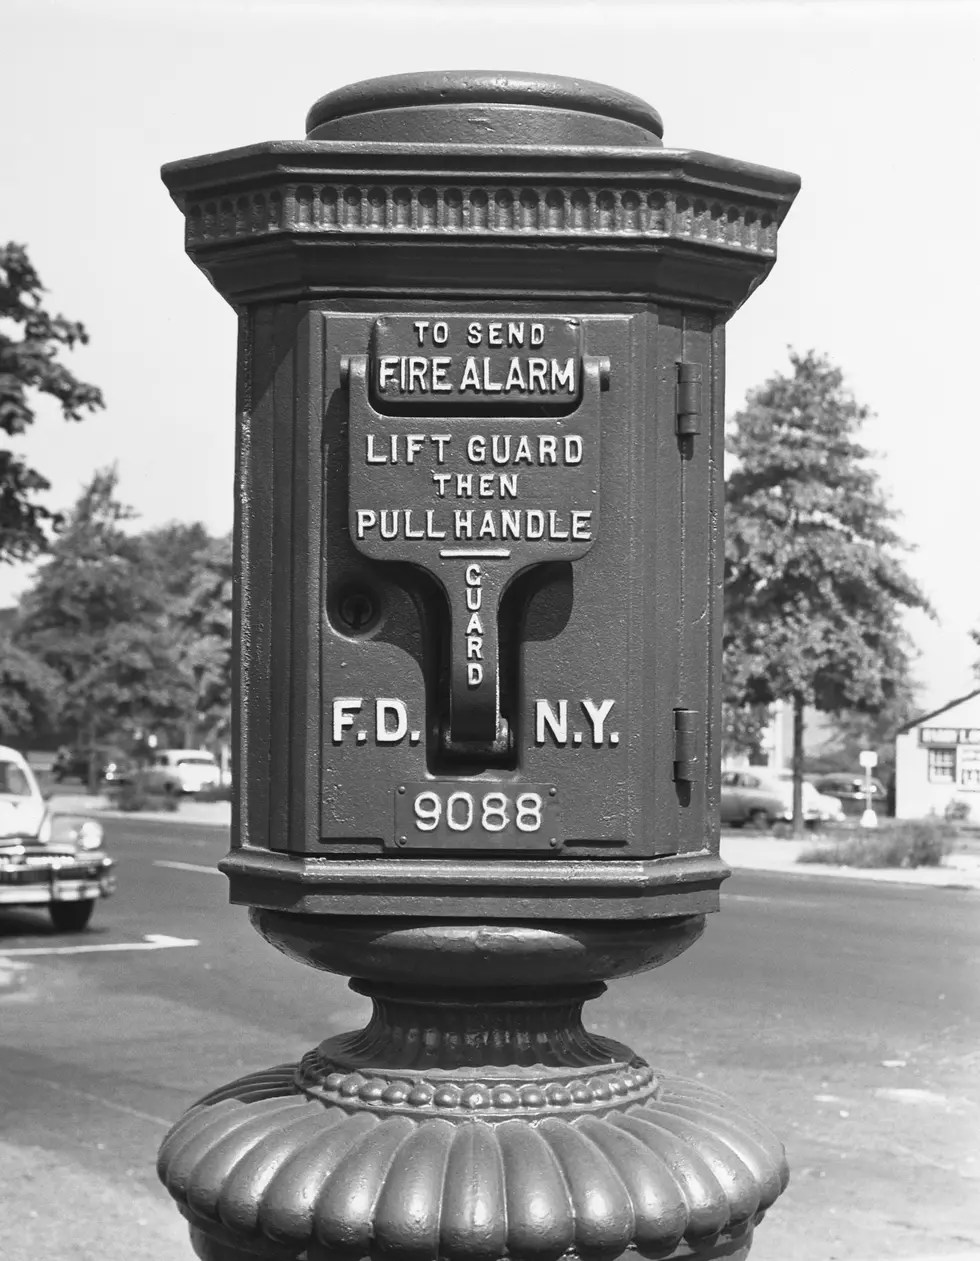 TO SEND
FIRE ALARM
LIFT GUARD
THEN
PULL HANDLE
GUARD
F.D. N.Y.
9088